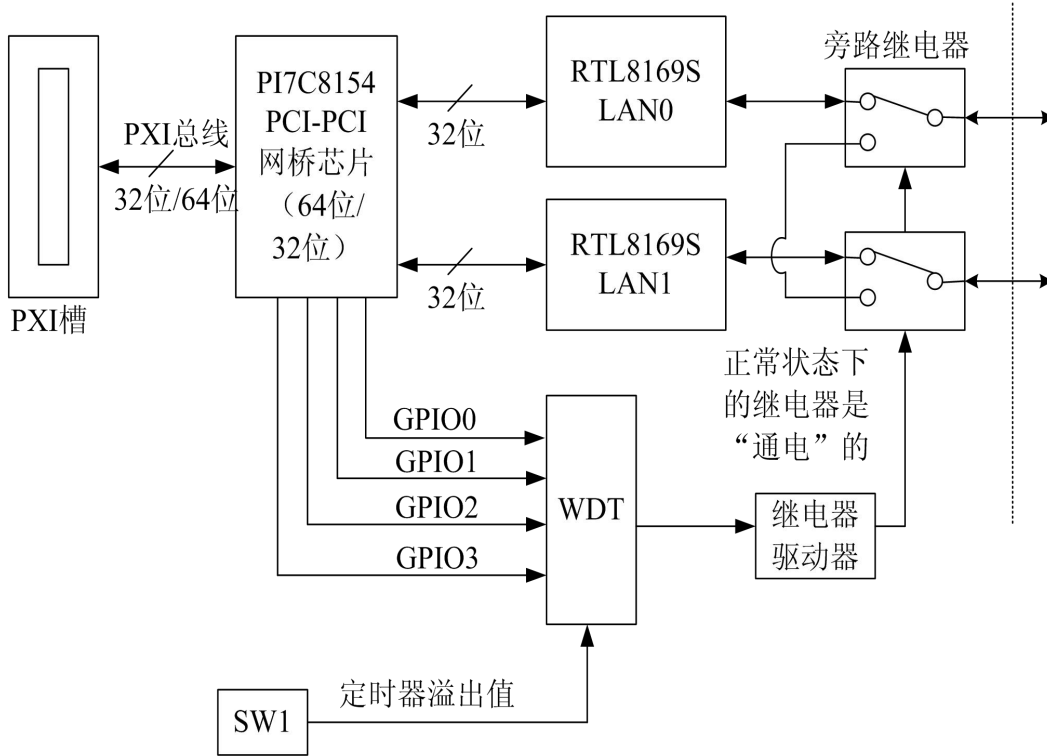 PXI槽
PXI总线
32位/64位
PI7C8154
PCI-PCI
网桥芯片
（64位/
32位）
32位
32位
RTL8169S
LAN0
RTL8169S
LAN1
旁路继电器
正常状态下
的继电器是
“通电”的
GPIO0
GPIO1
GPIO2
GPIO3
WDT
继电器
驱动器
定时器溢出值
SW1